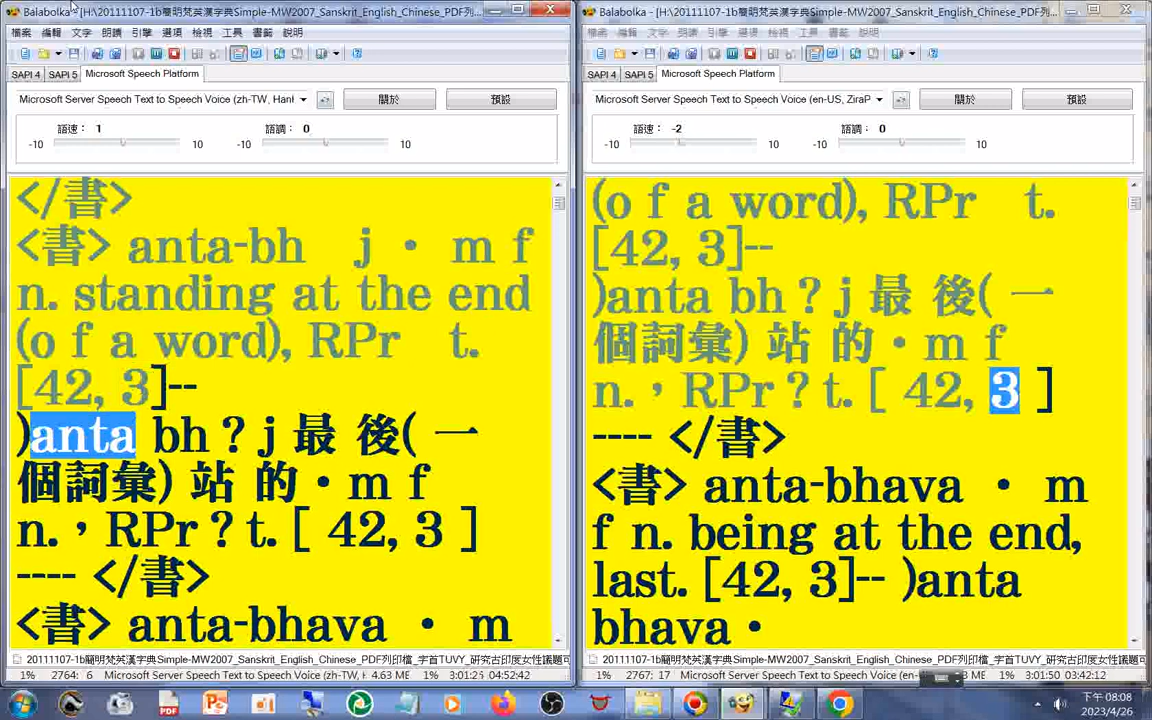 Balabolka - [H:\20111107-1b簡明梵英漢字典Simple-MW2007_Sanskrit_English_Chinese_PDF列...
檔案 編輯 文字 朗讀 引擎 選項 檢視 工具 書籤 說明
SAPI 4 SAPI 5 Microsoft Speech Platform
Microsoft Server Speech Text to Speech Voice (zh-TW, Hanl 關於 預設
語速： 1 語調： 0
-10 10 -10 10
</書>
<書> anta-bh j • m f
n. standing at the end
(o f a word), RPr t.
[42, 3]--
)anta bh ? j 最 後( 一
個詞彙) 站 的 • m f
n.，RPr ? t. [ 42, 3 ]
---- </書>
<書> anta-bhava • m
20111107-1b簡明梵英漢字典Simple-MW2007_Sanskrit_English_Chinese_PDF列印檔_字首TUVY_研究古印度女性議題可
1% 2764: 6 Microsoft Server Speech Text to Speech Voice (zh-TW, H 4.63 ME 1% 3:01:25 04:52:42
Balabolka - [H:\20111107-1b簡明梵英漢字典Simple-MW2007_Sanskrit_English_Chinese_PDF列印...
檔案 編輯 文字 朗讀 引擎 選項 檢視 工具 書籤 說明
SAPI 4 SAPI 5 Microsoft Speech Platform
Microsoft Server Speech Text to Speech Voice (en-US, ZiraP 關於 預設
語速： -2 語調： 0
-10 10 -10 10
(o f a word), RPr t.
[42, 3]--
)anta bh ? j 最 後( 一
個詞彙) 站 的 • m f
n.，RPr ? t. [ 42, 3 ]
---- </書>
<書> anta-bhava • m
f n. being at the end,
last. [42, 3]-- )anta
bhava •
20111107-1b簡明梵英漢字典Simple-MW2007_Sanskrit_English_Chinese_PDF列印檔_字首TUVY_研究古印度女性議題可
1% 2767: 17 Microsoft Server Speech Text to Speech Voice 1% 3:01:50 03:42:12
PDF
下午 08:08
2023/4/26